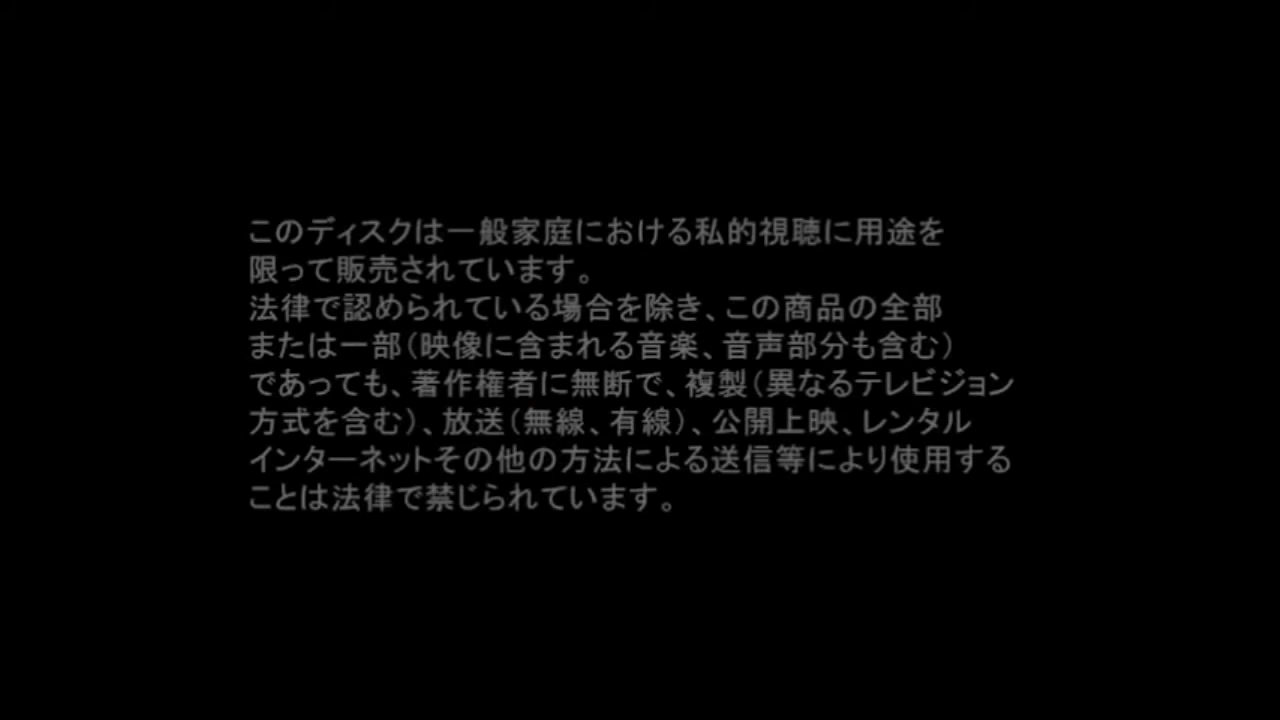 このディスクは一般家庭における私的視聴に用途を
限って販売されています。
法律で認められている場合を除き、この商品の全部
または一部(映像に含まれる音楽、音声部分も含む)
であっても、著作権者に無断で、複製(異なるテレビジョン
方式を含む)、放送(無線、有線)、公開上映、レンタル
インターネットその他の方法による送信等により使用する
ことは法律で禁じられています。